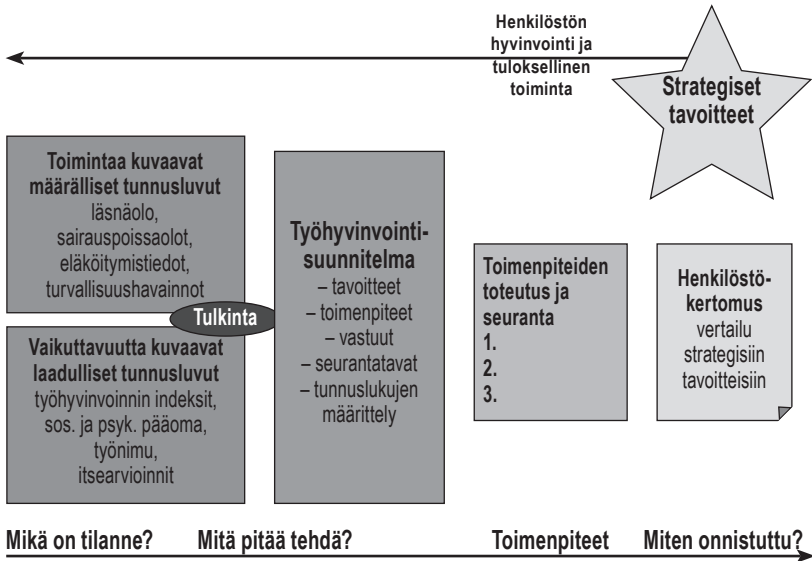 Henkilöstön
hyvinvointi ja
tuloksellinen
toiminta
Strategiset
tavoitteet
Toimintaa kuvaavat
määrälliset tunnusluvut
läsnäolo,
sairauspoissaolot,
eläköitymistiedot,
turvallisuushavainnot
Tulkinta
Vaikuttavuutta kuvaavat
laadulliset tunnusluvut
työhyvinvoinnin indeksit,
sos. ja psyk. pääoma,
työnimu,
itsearvioinnit
Työhyvinvointi-
suunnitelma
– tavoitteet
– toimenpiteet
– vastuut
– seurantatavat
– tunnuslukujen
määrittely
Toimenpiteiden
toteutus ja
seuranta
1.
2.
3.
Henkilöstö-
kertomus
vertailu
strategisiin
tavoitteisiin
Mikä on tilanne? Mitä pitää tehdä? Toimenpiteet Miten onnistuttu?